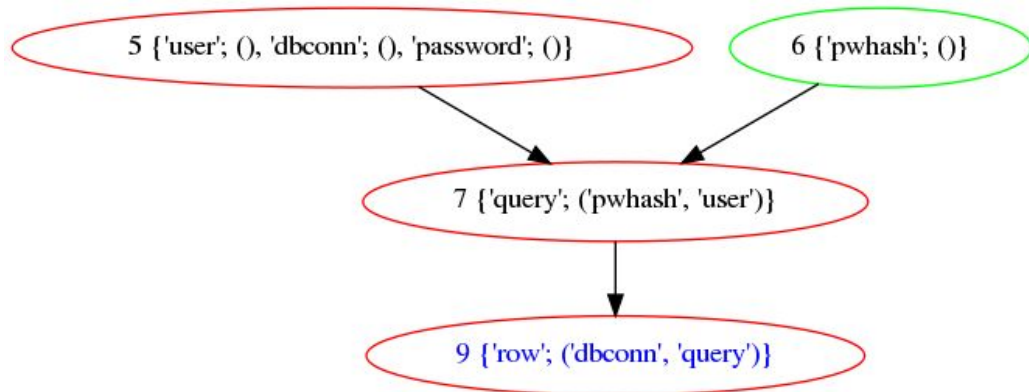 5 {'user'; (), 'dbconn'; (), 'password'; ()}
6 {'pwhash'; ()}
7 {'query'; ('pwhash', 'user')}
9 {'row'; ('dbconn', 'query')}